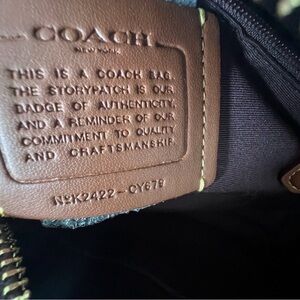 COACH
NEW YORK
THIS IS A COACH BAG.
THE STORYPATCH IS OUR
BADGE OF AUTHENTICITY,
AND A REMINDER OF OUR
COMMITMENT TO QUALITY
AND CRAFTSMANSHIP.
NºK2422-CY679